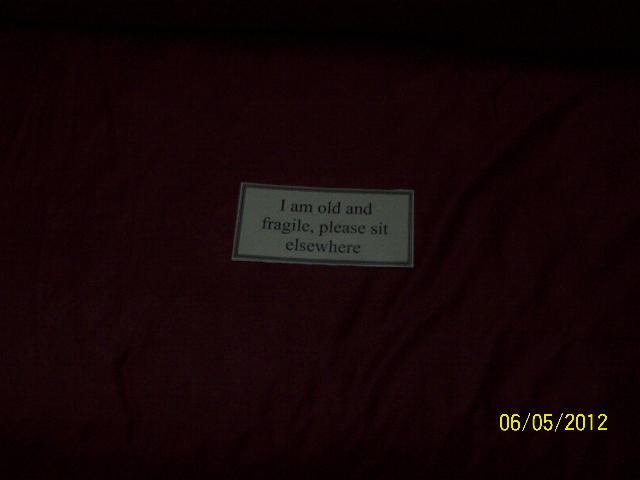 I am old and
fragile, please sit
elsewhere
06/05/2012